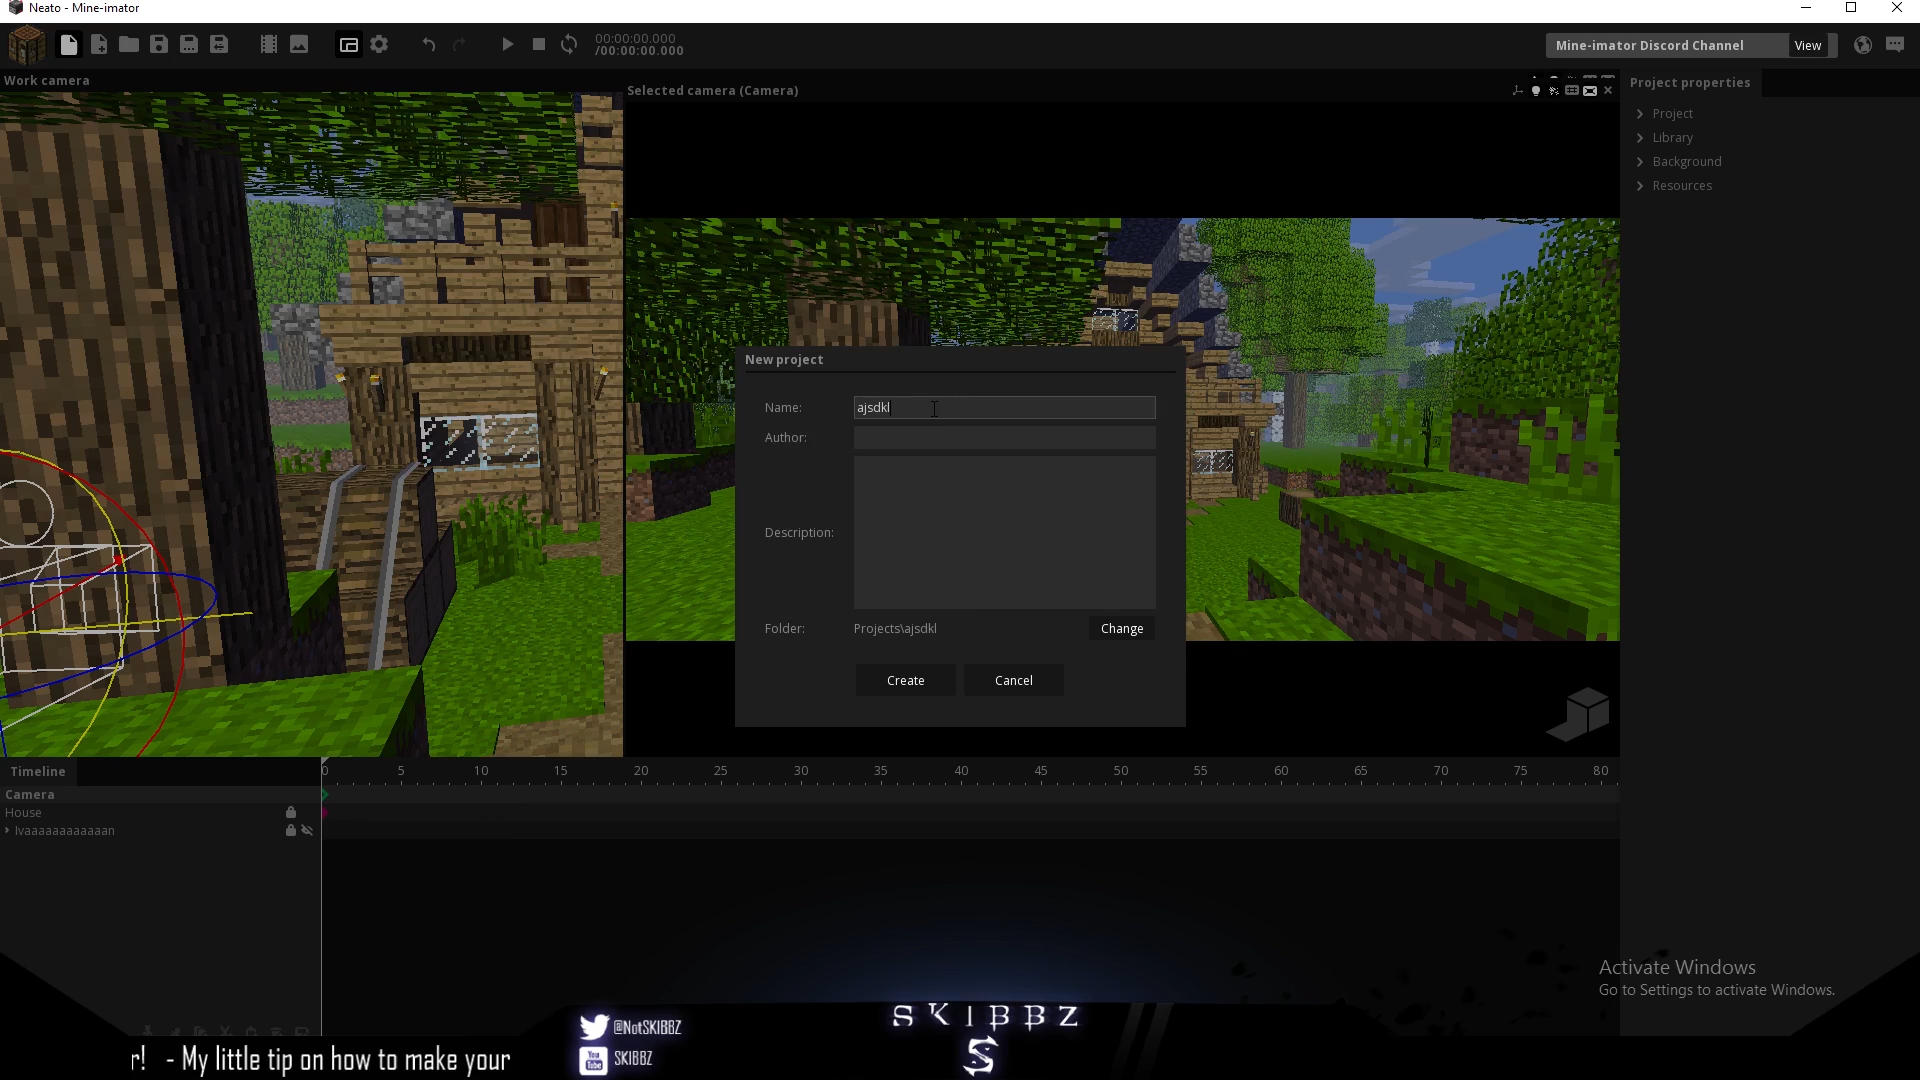 Neato - Mine-imator
00:00:00.000
/00:00:00.000
Mine-imator Discord Channel
View
Work camera
Selected camera (Camera)
Project properties
Project
Library
Background
Resources
New project
Name:
ajsdkl
Author:
Description:
Folder:
Projects\ajsdkl
Change
Create
Cancel
Timeline
0 5 10 15 20 25 30 35 40 45 50 55 60 65 70 75 80
Camera
House
Ivaaaaaaaaaaaan
Activate Windows
Go to Settings to activate Windows.
r! - My little tip on how to make your
@NotSKIBBZ
You Tube
SKIBBZ
SKIBBZ
S